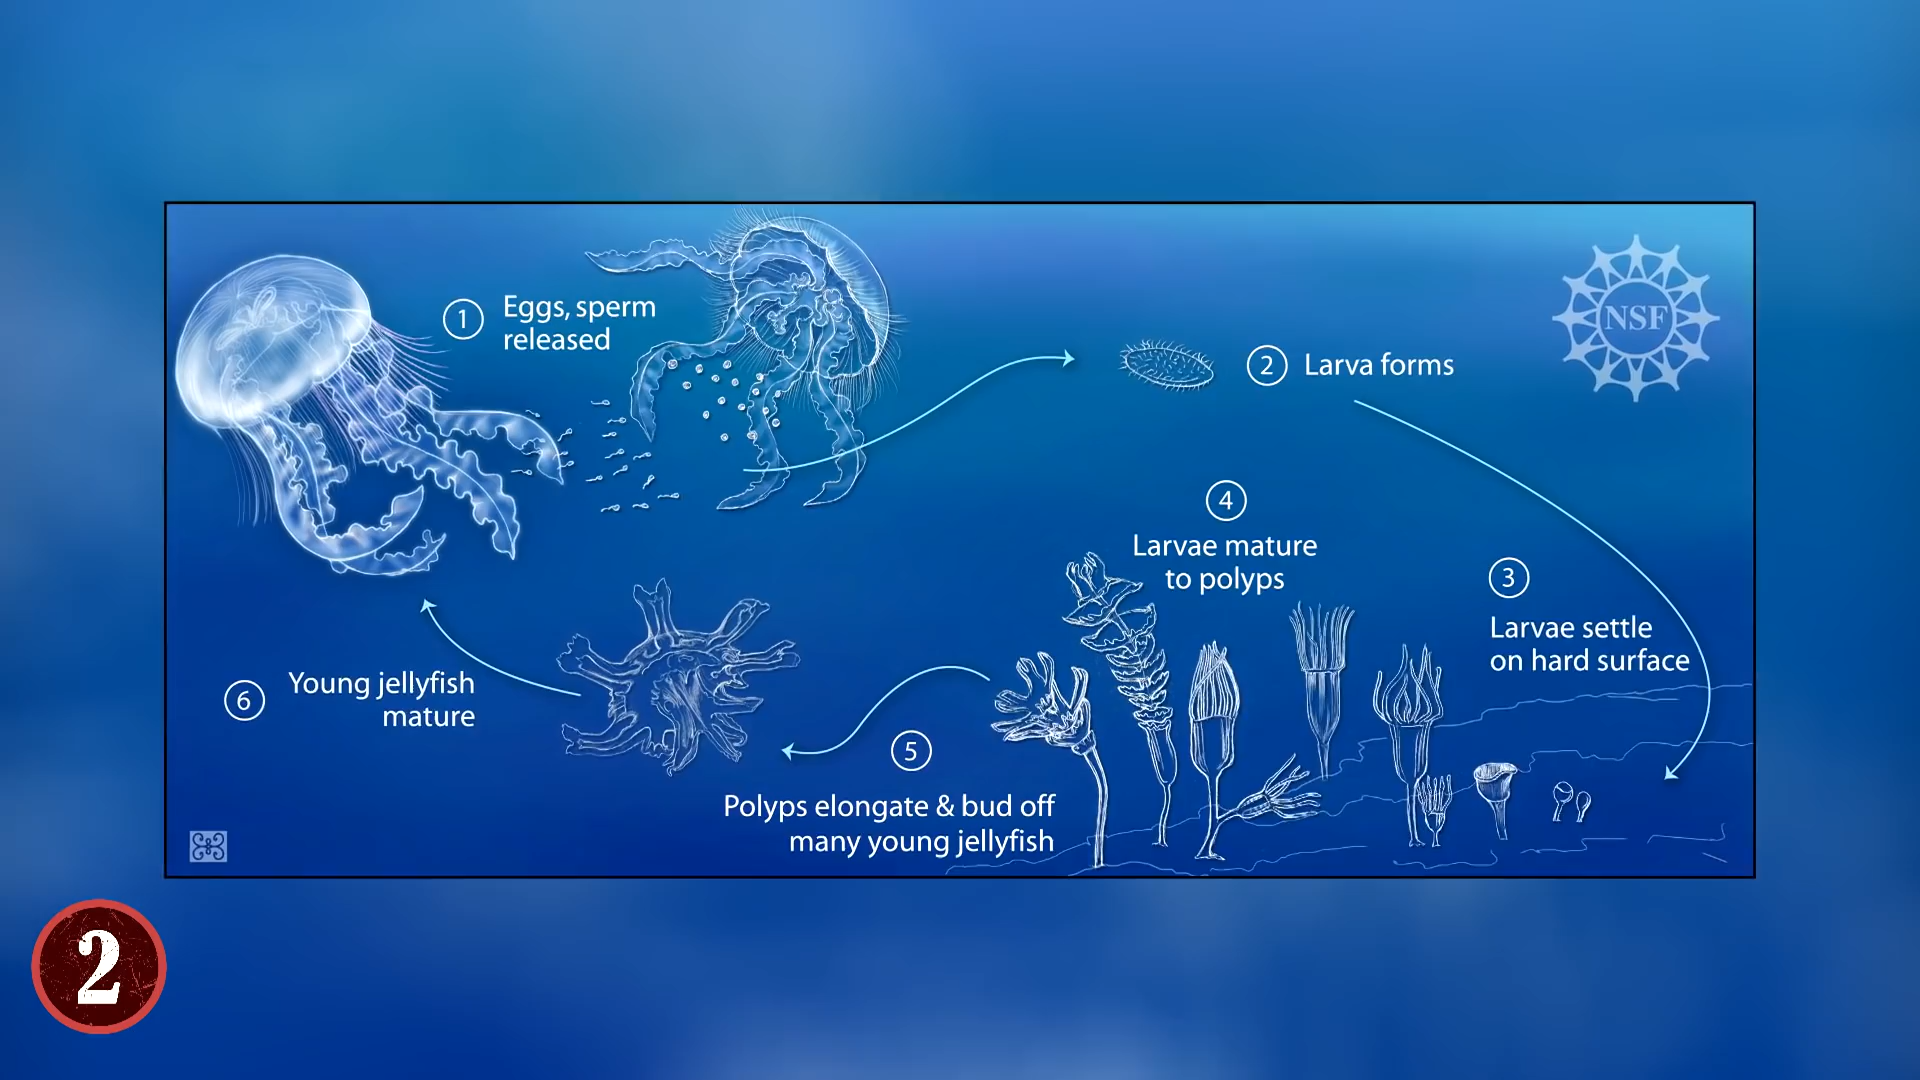 1
Eggs, sperm
released
2
Larva forms
NSF
3
Larvae settle
on hard surface
4
Larvae mature
to polyps
5
Polyps elongate & bud off
many young jellyfish
6
Young jellyfish
mature
2